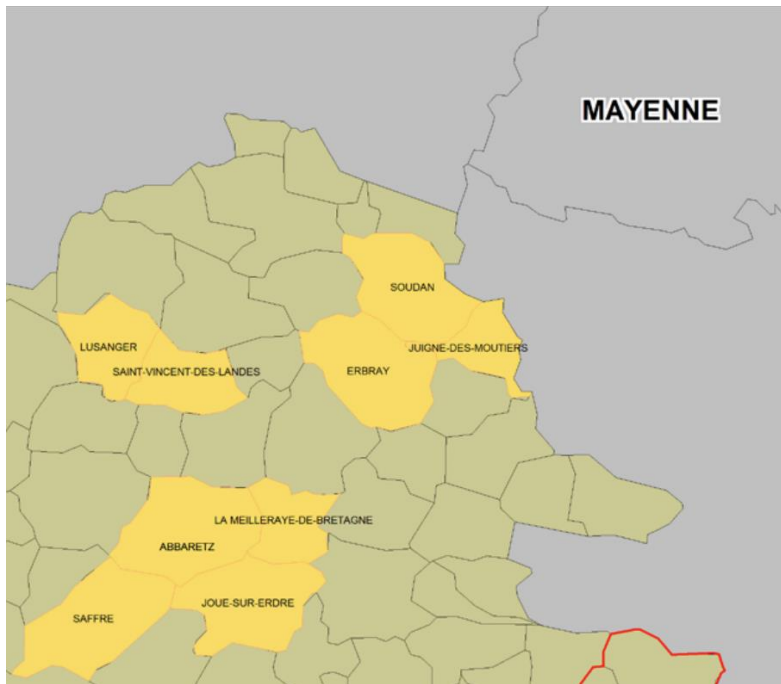 MAYENNE
SOUDAN
LUSANGER
JUIGNE-DES-MOUTIERS
SAINT-VINCENT-DES-LANDES
ERBRAY
LA MEILLERAYE-DE-BRETAGNE
ABBARETZ
JOUE-SUR-ERDRE
SAFFRE